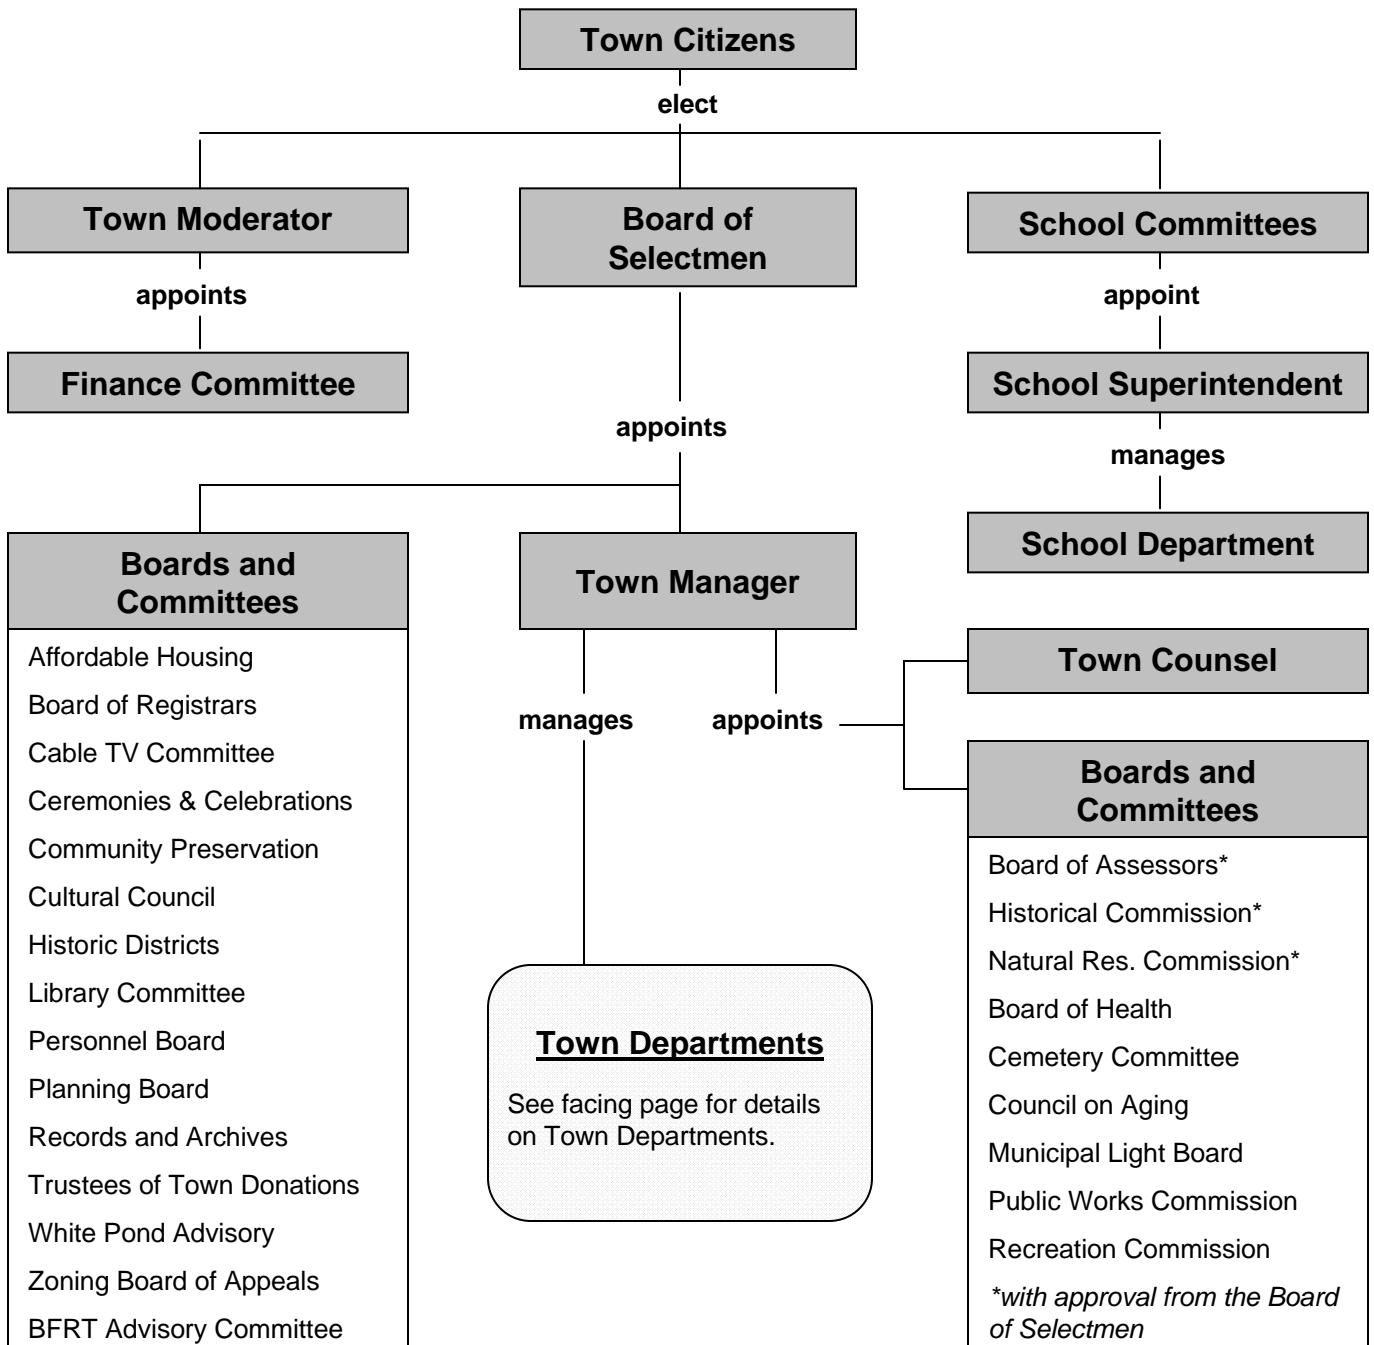 Town Citizens
elect
Town Moderator
Board of
Selectmen
School Committees
appoints
appoint
Finance Committee
School Superintendent
appoints
manages
School Department
Boards and
Committees
Affordable Housing
Board of Registrars
Cable TV Committee
Ceremonies & Celebrations
Community Preservation
Cultural Council
Historic Districts
Library Committee
Personnel Board
Planning Board
Records and Archives
Trustees of Town Donations
White Pond Advisory
Zoning Board of Appeals
BFRT Advisory Committee
Town Manager
manages
appoints
Town Departments
See facing page for details
on Town Departments.
Town Counsel
Boards and
Committees
Board of Assessors*
Historical Commission*
Natural Res. Commission*
Board of Health
Cemetery Committee
Council on Aging
Municipal Light Board
Public Works Commission
Recreation Commission
*with approval from the Board
of Selectmen